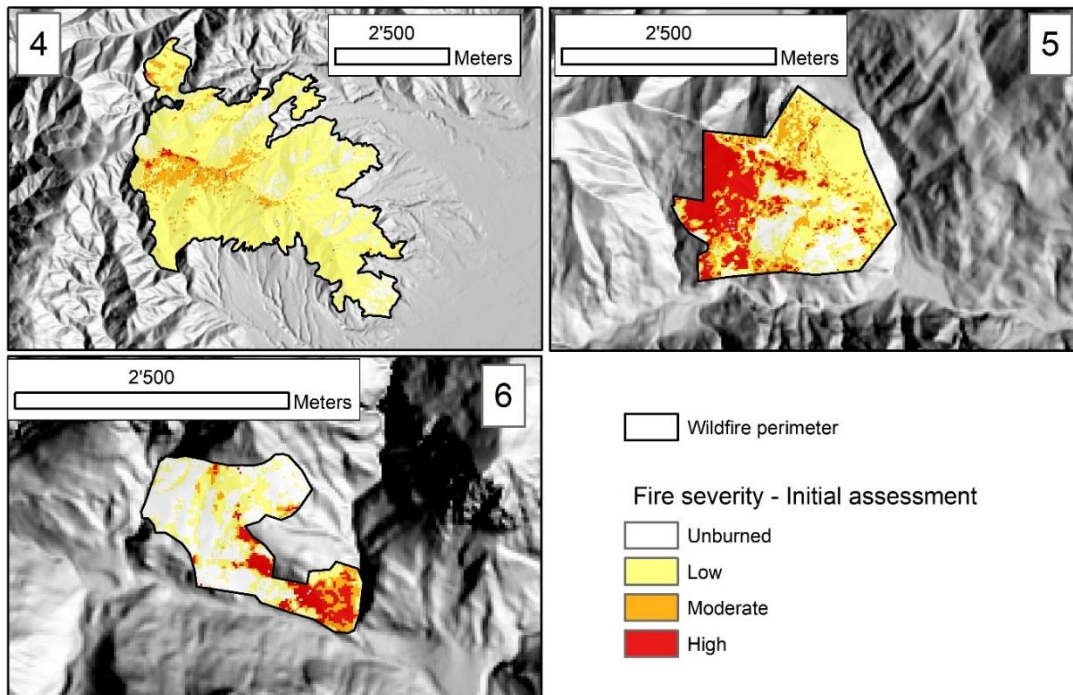 4
2'500
Meters
5
2'500
Meters
6
2'500
Meters
Wildfire perimeter
Fire severity - Initial assessment
Unburned
Low
Moderate
High